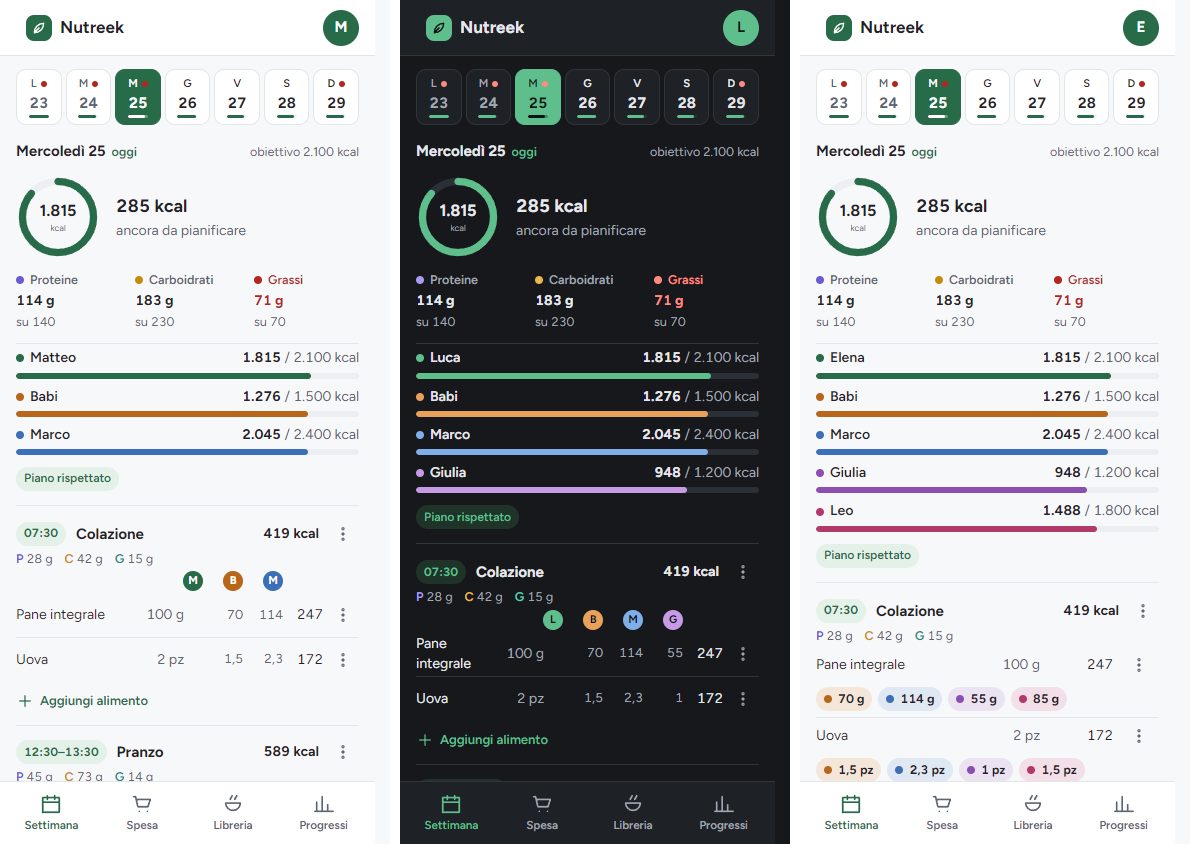 Nutreek M
L M M G V S D
23 24 25 26 27 28 29
Mercoledì 25 oggi obiettivo 2.100 kcal
1.815
kcal
285 kcal
ancora da pianificare
Proteine Carboidrati Grassi
114 g 183 g 71 g
su 140 su 230 su 70
Matteo 1.815 / 2.100 kcal
Babi 1.276 / 1.500 kcal
Marco 2.045 / 2.400 kcal
Piano rispettato
07:30 Colazione 419 kcal
P 28 g C 42 g G 15 g
M B M
Pane integrale 100 g 70 114 247
Uova 2 pz 1,5 2,3 172
+ Aggiungi alimento
12:30–13:30 Pranzo 589 kcal
P 45 g C 73 g G 14 g
Settimana Spesa Libreria Progressi
Nutreek L
L M M G V S D
23 24 25 26 27 28 29
Mercoledì 25 oggi obiettivo 2.100 kcal
1.815
kcal
285 kcal
ancora da pianificare
Proteine Carboidrati Grassi
114 g 183 g 71 g
su 140 su 230 su 70
Luca 1.815 / 2.100 kcal
Babi 1.276 / 1.500 kcal
Marco 2.045 / 2.400 kcal
Giulia 948 / 1.200 kcal
Piano rispettato
07:30 Colazione 419 kcal
P 28 g C 42 g G 15 g
L B M G
Pane
integrale 100 g 70 114 55 247
Uova 2 pz 1,5 2,3 1 172
+ Aggiungi alimento
Settimana Spesa Libreria Progressi
Nutreek E
L M M G V S D
23 24 25 26 27 28 29
Mercoledì 25 oggi obiettivo 2.100 kcal
1.815
kcal
285 kcal
ancora da pianificare
Proteine Carboidrati Grassi
114 g 183 g 71 g
su 140 su 230 su 70
Elena 1.815 / 2.100 kcal
Babi 1.276 / 1.500 kcal
Marco 2.045 / 2.400 kcal
Giulia 948 / 1.200 kcal
Leo 1.488 / 1.800 kcal
Piano rispettato
07:30 Colazione 419 kcal
P 28 g C 42 g G 15 g
Pane integrale 100 g 247
70 g 114 g 55 g 85 g
Uova 2 pz 172
1,5 pz 2,3 pz 1 pz 1,5 pz
Settimana Spesa Libreria Progressi